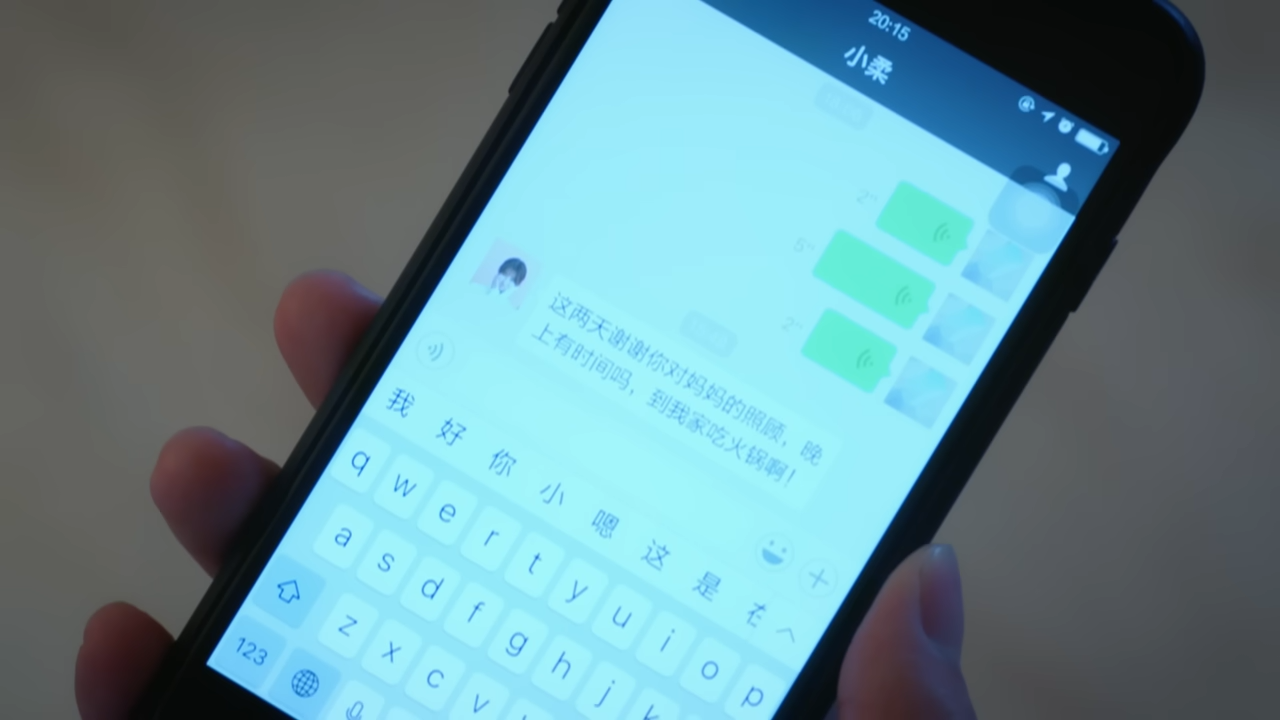 20:15
小柔
2"
5"
2"
这两天谢谢你对妈妈的照顾，晚
上有时间吗，到我家吃火锅啊！
我 好 你 小 嗯 这 是 在
q w e r t y u i o p
a s d f g h j k
z x c v
123